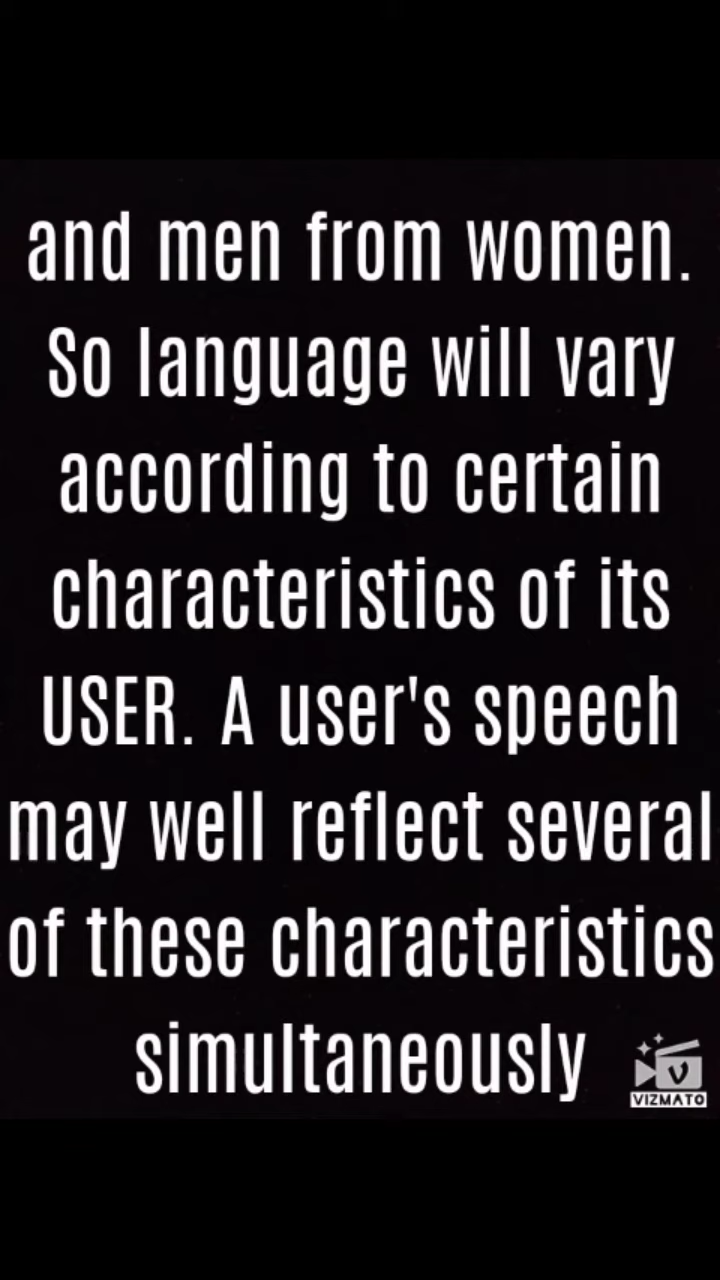 and men from women.
So language will vary
according to certain
characteristics of its
USER. A user's speech
may well reflect several
of these characteristics
simultaneously
V
VIZMATO